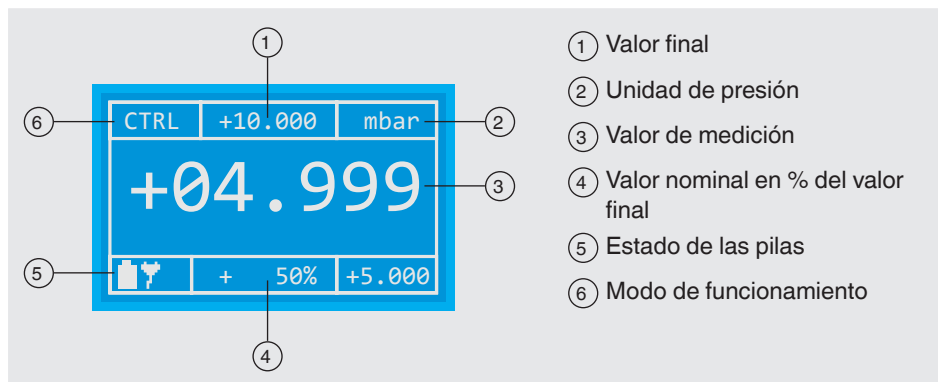 1
6
CTRL +10.000 mbar
2
+04.999
3
5
+ 50% +5.000
4
1 Valor final
2 Unidad de presión
3 Valor de medición
4 Valor nominal en % del valor
final
5 Estado de las pilas
6 Modo de funcionamiento